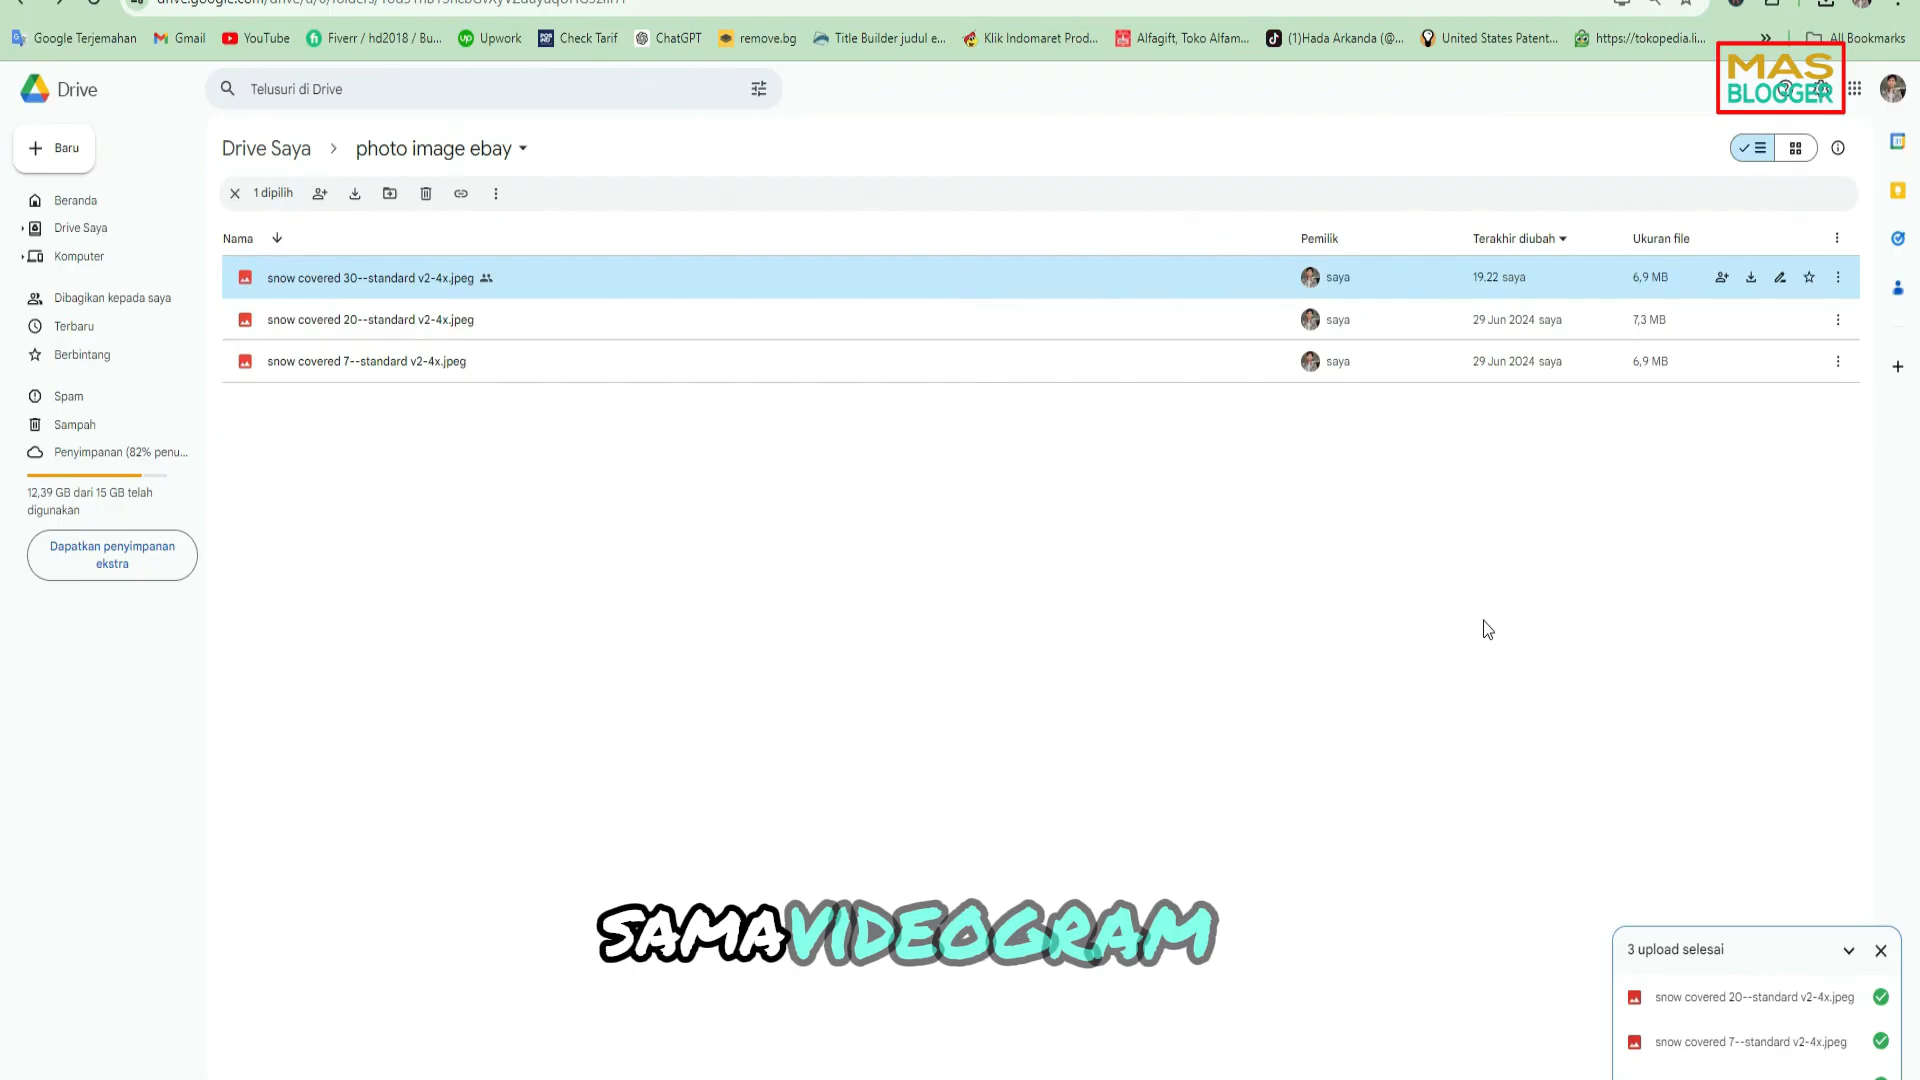 Google Terjemahan Gmail YouTube Fiverr / hd2018 / Bu... Upwork Check Tarif ChatGPT remove.bg Title Builder judul e... Klik Indomaret Prod... Alfagift, Toko Alfam... (1)Hada Arkanda (@... United States Patent... https://tokopedia.li... All Bookmarks
MAS
BLOGGER
Drive
Telusuri di Drive
Baru
Drive Saya > photo image ebay
1 dipilih
Beranda
Drive Saya
Komputer
Dibagikan kepada saya
Terbaru
Berbintang
Spam
Sampah
Penyimpanan (82% penu...
12,39 GB dari 15 GB telah
digunakan
Dapatkan penyimpanan
ekstra
Nama Pemilik Terakhir diubah Ukuran file
snow covered 30--standard v2-4x.jpeg saya 19.22 saya 6,9 MB
snow covered 20--standard v2-4x.jpeg saya 29 Jun 2024 saya 7,3 MB
snow covered 7--standard v2-4x.jpeg saya 29 Jun 2024 saya 6,9 MB
SAMA VIDEOGRAM
3 upload selesai
snow covered 20--standard v2-4x.jpeg
snow covered 7--standard v2-4x.jpeg